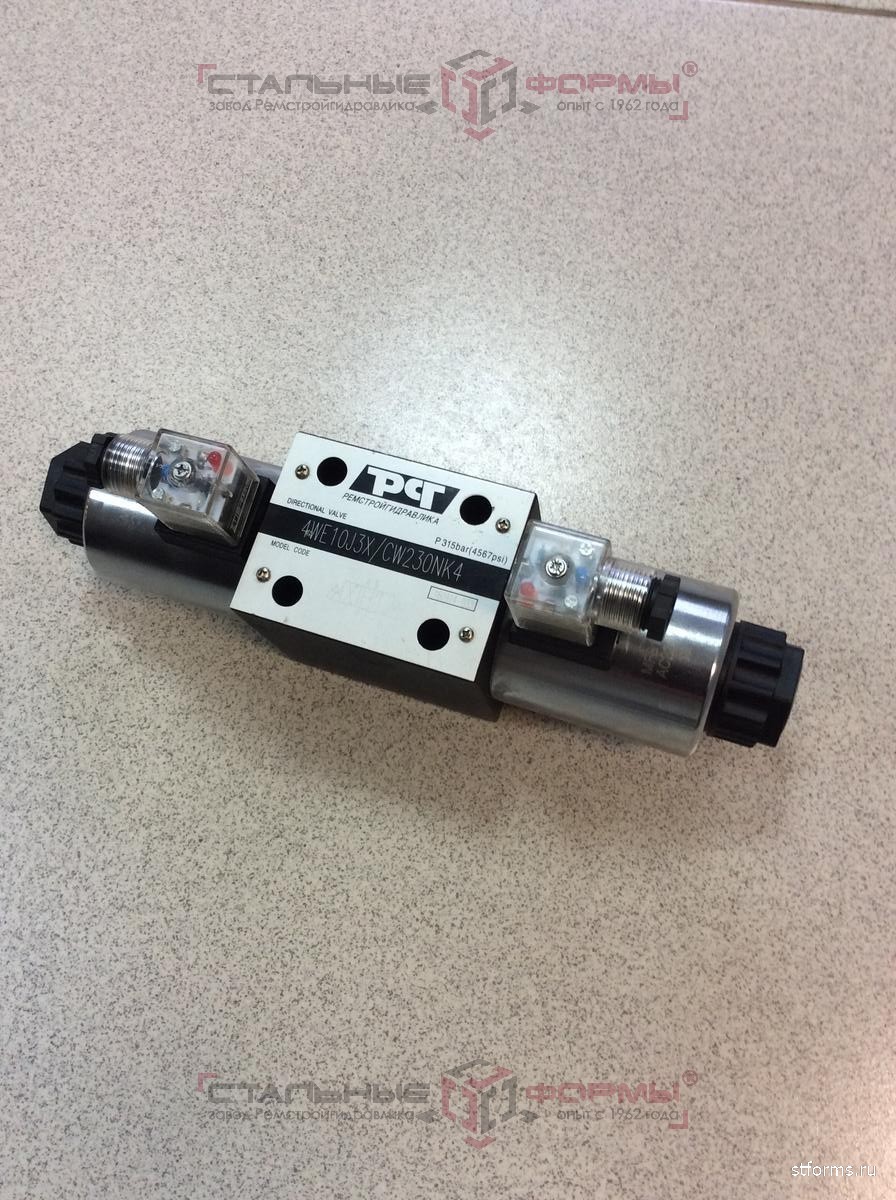 СТАЛЬНЫЕ ФОРМЫ®
завод Ремстройгидравлика опыт с 1962 года
РСГ
РЕМСТРОЙГИДРАВЛИКА
DIRECTIONAL VALVE
P 315bar(4567psi)
4WE10J3X/CW230NK4
MODEL CODE
СТАЛЬНЫЕ ФОРМЫ®
завод Ремстройгидравлика опыт с 1962 года
stforms.ru